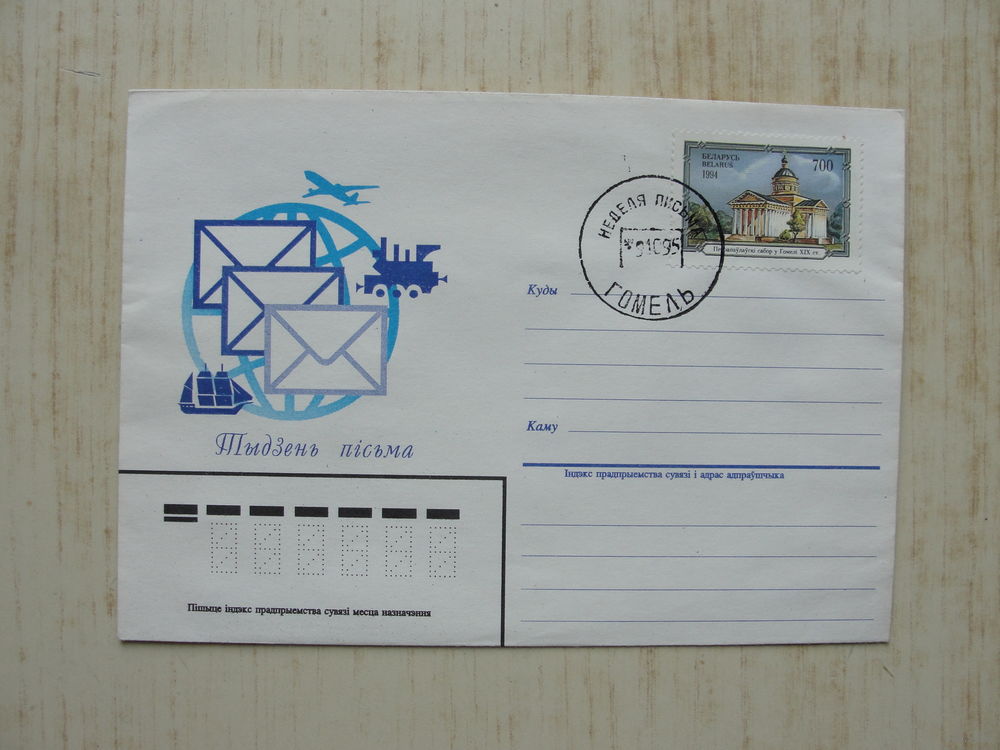 БЕЛАРУСЬ
BELARUS
1994
700
Петрапаўлаўскі сабор у Гомелі XIX ст.
НЕДЕЛЯ ПИСЬМА
ГОМЕЛЬ
Куды
Каму
Тыдзень пісьма
Індэкс прадпрыемства сувязі і адрас адпраўшчыка
Пішыце індэкс прадпрыемства сувязі месца назначэння